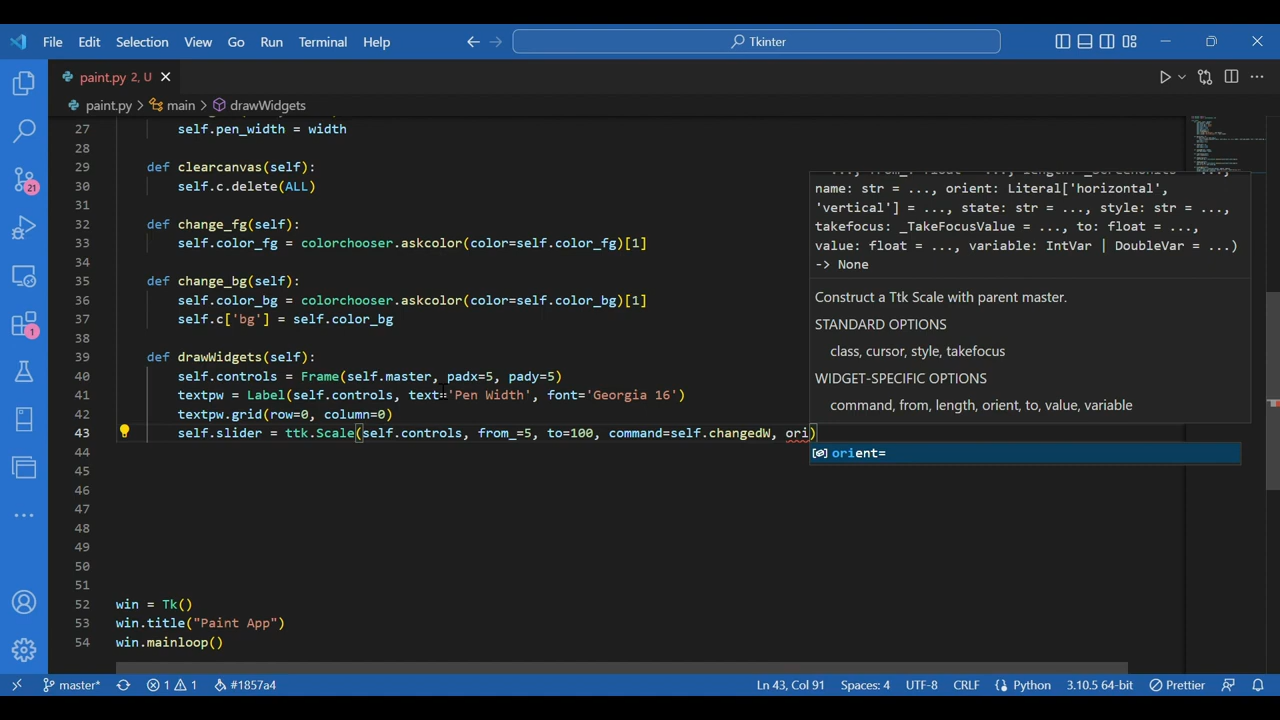 File Edit Selection View Go Run Terminal Help
Tkinter
paint.py 2, U
paint.py > main > drawWidgets
27 self.pen_width = width
28
29 def clearcanvas(self):
30 self.c.delete(ALL)
31
32 def change_fg(self):
33 self.color_fg = colorchooser.askcolor(color=self.color_fg)[1]
34
35 def change_bg(self):
36 self.color_bg = colorchooser.askcolor(color=self.color_bg)[1]
37 self.c['bg'] = self.color_bg
38
39 def drawWidgets(self):
40 self.controls = Frame(self.master, padx=5, pady=5)
41 textpw = Label(self.controls, text='Pen Width', font='Georgia 16')
42 textpw.grid(row=0, column=0)
43 self.slider = ttk.Scale(self.controls, from_=5, to=100, command=self.changedW, ori)
44
45
46
47
48
49
50
51
52 win = Tk()
53 win.title("Paint App")
54 win.mainloop()
name: str = ..., orient: Literal['horizontal',
'vertical'] = ..., state: str = ..., style: str = ...,
takefocus: _TakeFocusValue = ..., to: float = ...,
value: float = ..., variable: IntVar | DoubleVar = ...)
-> None
Construct a Ttk Scale with parent master.
STANDARD OPTIONS
class, cursor, style, takefocus
WIDGET-SPECIFIC OPTIONS
command, from, length, orient, to, value, variable
orient=
21
1
master* 1 1 #1857a4 Ln 43, Col 91 Spaces: 4 UTF-8 CRLF Python 3.10.5 64-bit Prettier